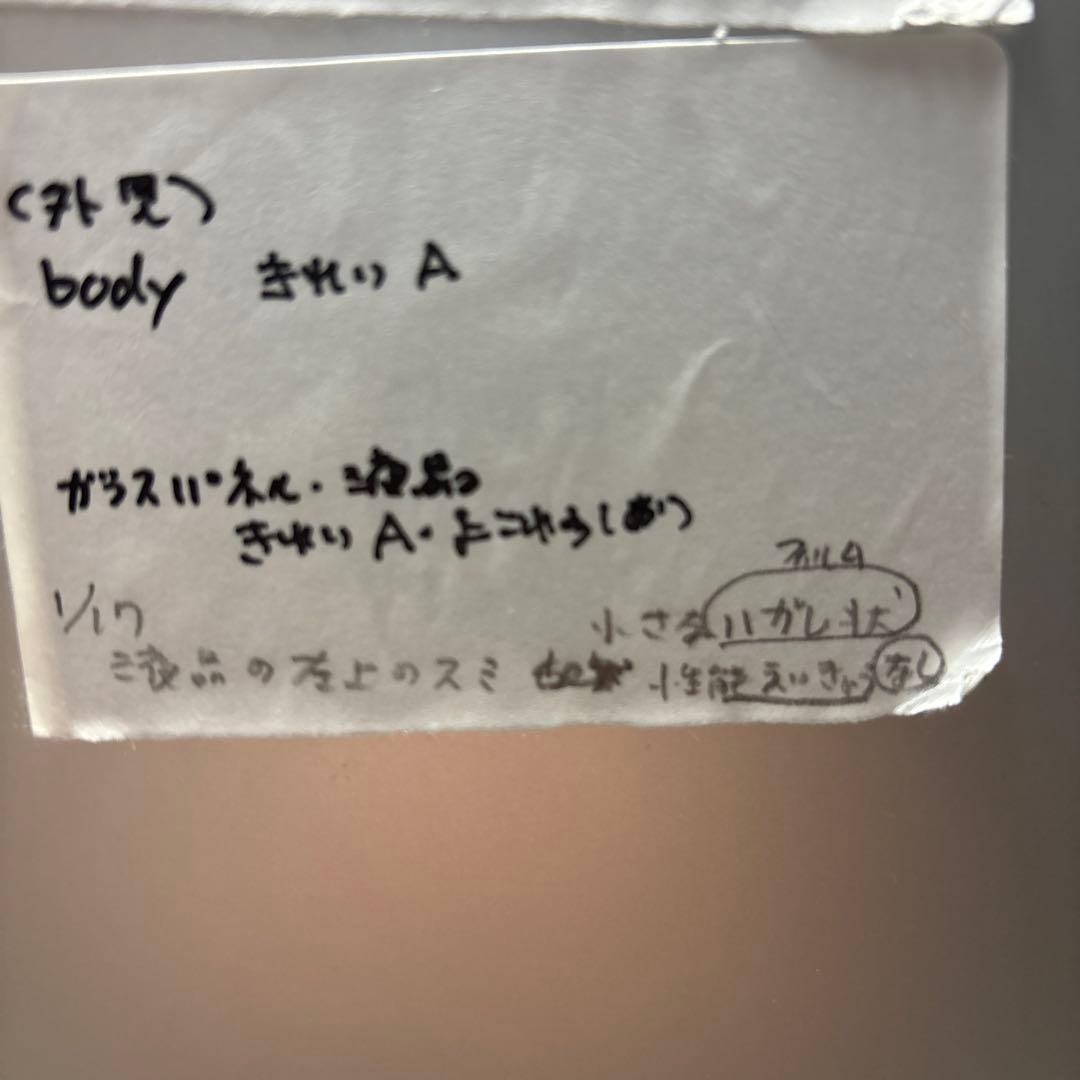 (外見)
body きれい A
ガラスパネル・液晶
きれい A・よごれあり(あり)
フィルム
1/17 小さなハガレ状
液晶の左上のスミ 性能えいきょうなし